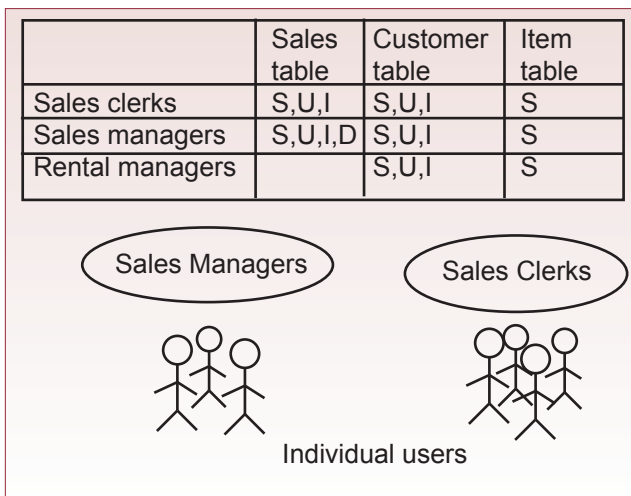 Sales table Customer table Item table
Sales clerks S,U,I S,U,I S
Sales managers S,U,I,D S,U,I S
Rental managers S,U,I S
Sales Managers Sales Clerks
Individual users